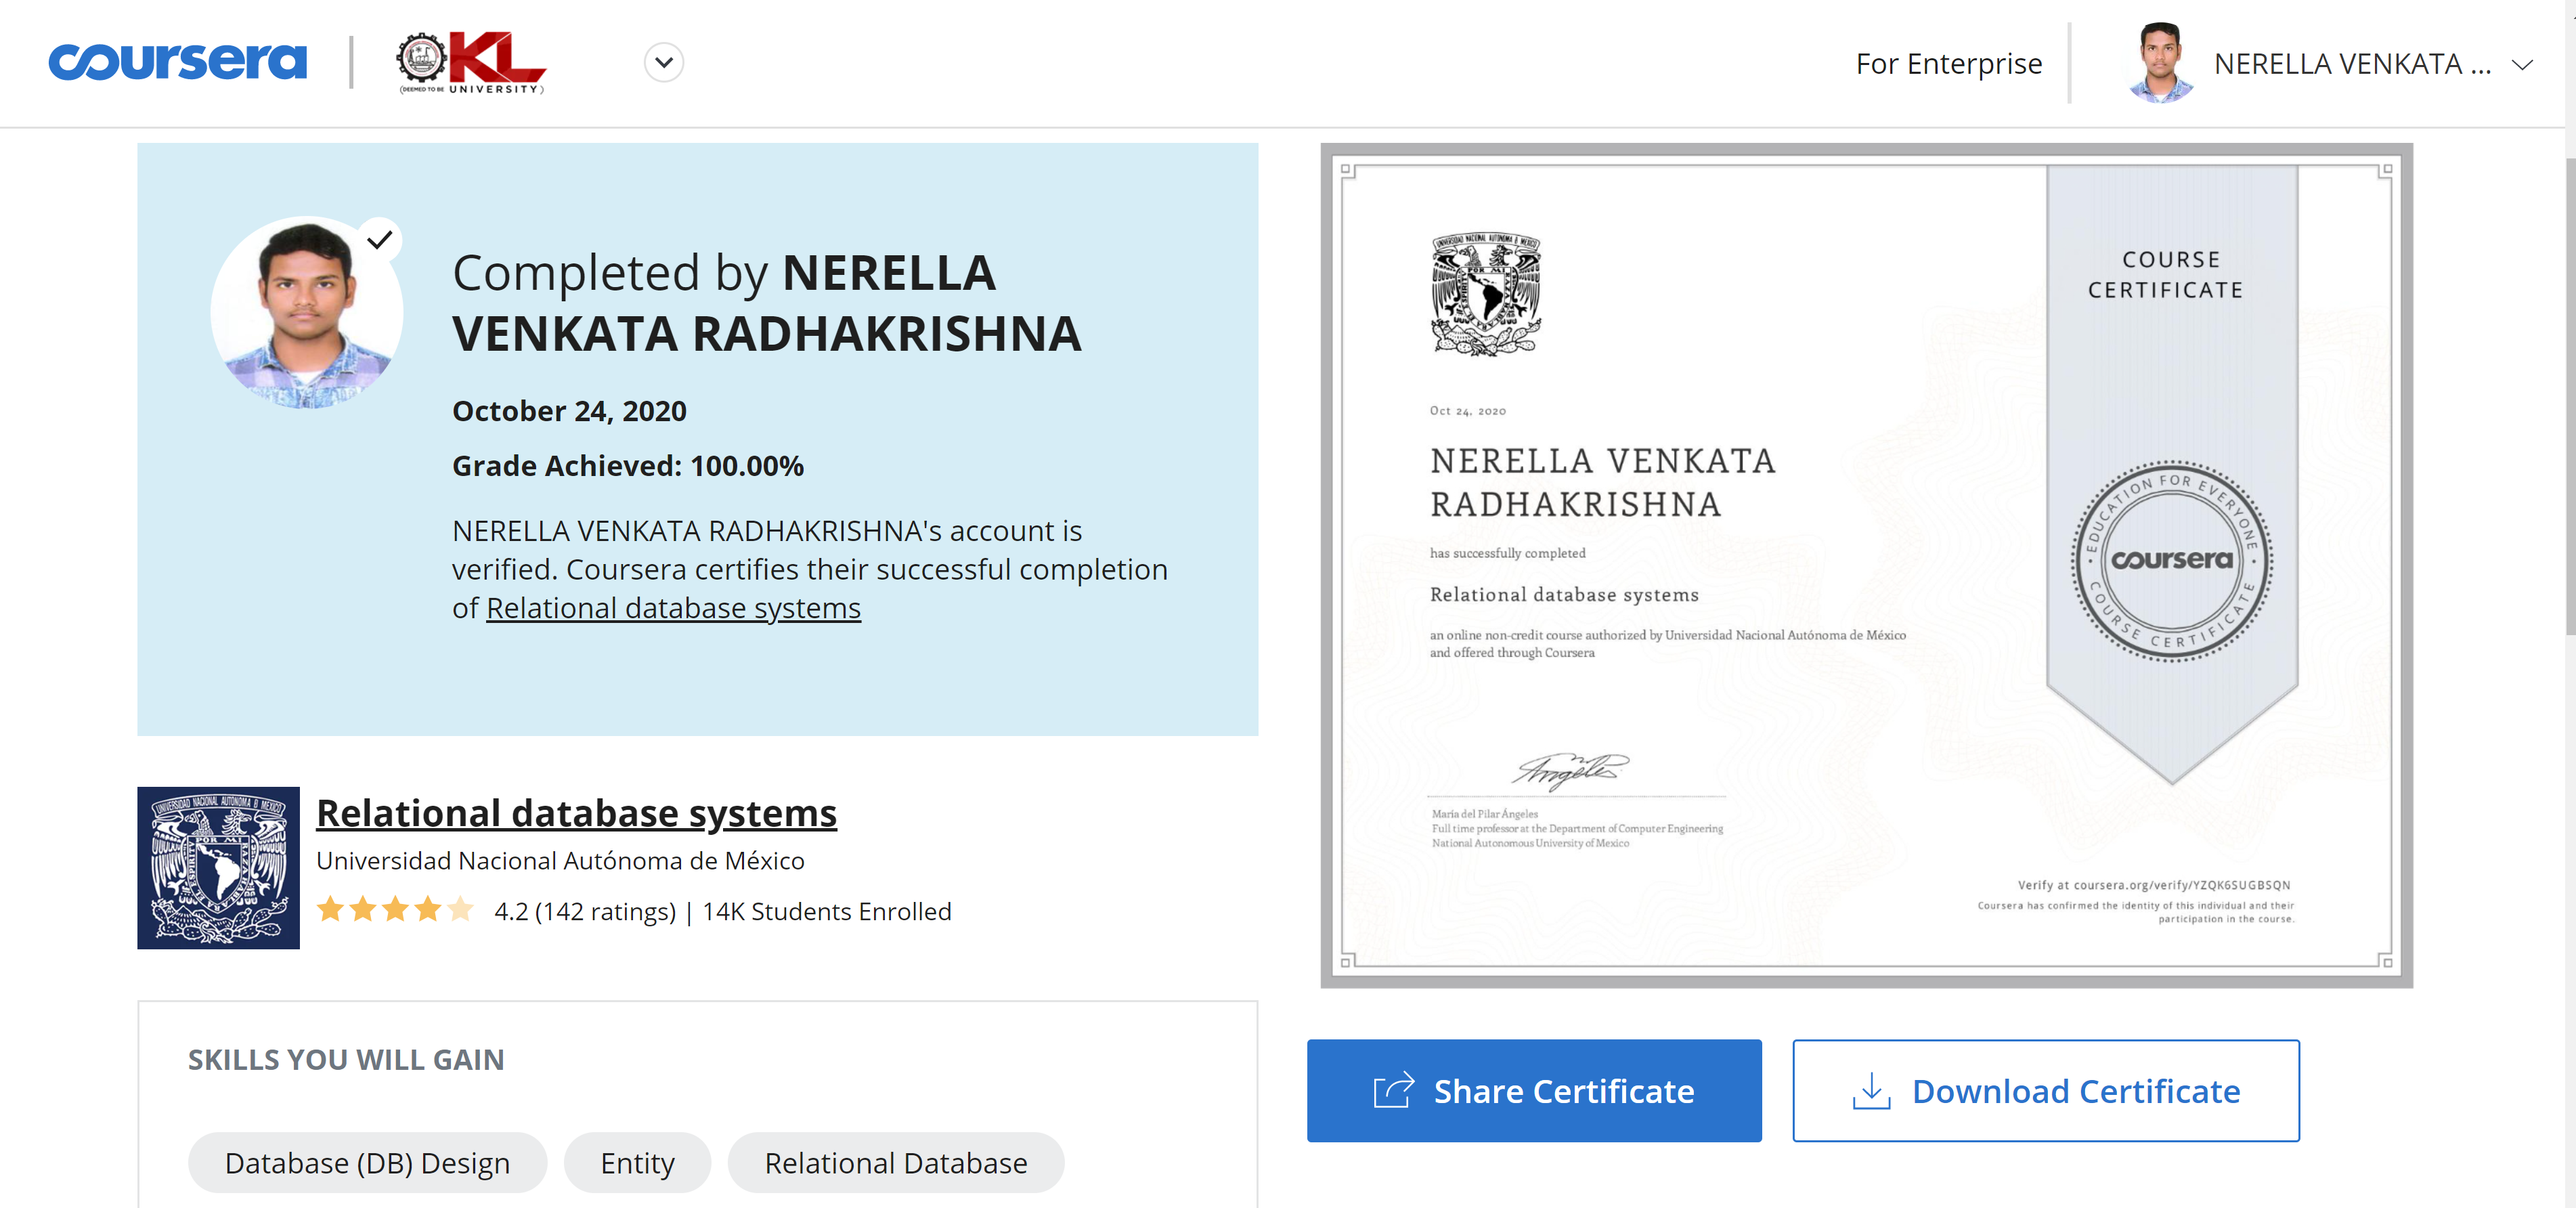 coursera
KL
(DEEMED TO BE UNIVERSITY)
For Enterprise
NERELLA VENKATA ...
Completed by NERELLA
VENKATA RADHAKRISHNA
October 24, 2020
Grade Achieved: 100.00%
NERELLA VENKATA RADHAKRISHNA's account is
verified. Coursera certifies their successful completion
of Relational database systems
Relational database systems
Universidad Nacional Autónoma de México
4.2 (142 ratings) | 14K Students Enrolled
SKILLS YOU WILL GAIN
Database (DB) Design
Entity
Relational Database
COURSE
CERTIFICATE
Oct 24, 2020
NERELLA VENKATA
RADHAKRISHNA
has successfully completed
Relational database systems
an online non-credit course authorized by Universidad Nacional Autónoma de México
and offered through Coursera
EDUCATION FOR EVERYONE
coursera
COURSE CERTIFICATE
Angeles
María del Pilar Ángeles
Full time professor at the Department of Computer Engineering
National Autonomous University of Mexico
Verify at coursera.org/verify/YZQK6SUGBSQN
Coursera has confirmed the identity of this individual and their
participation in the course.
Share Certificate
Download Certificate